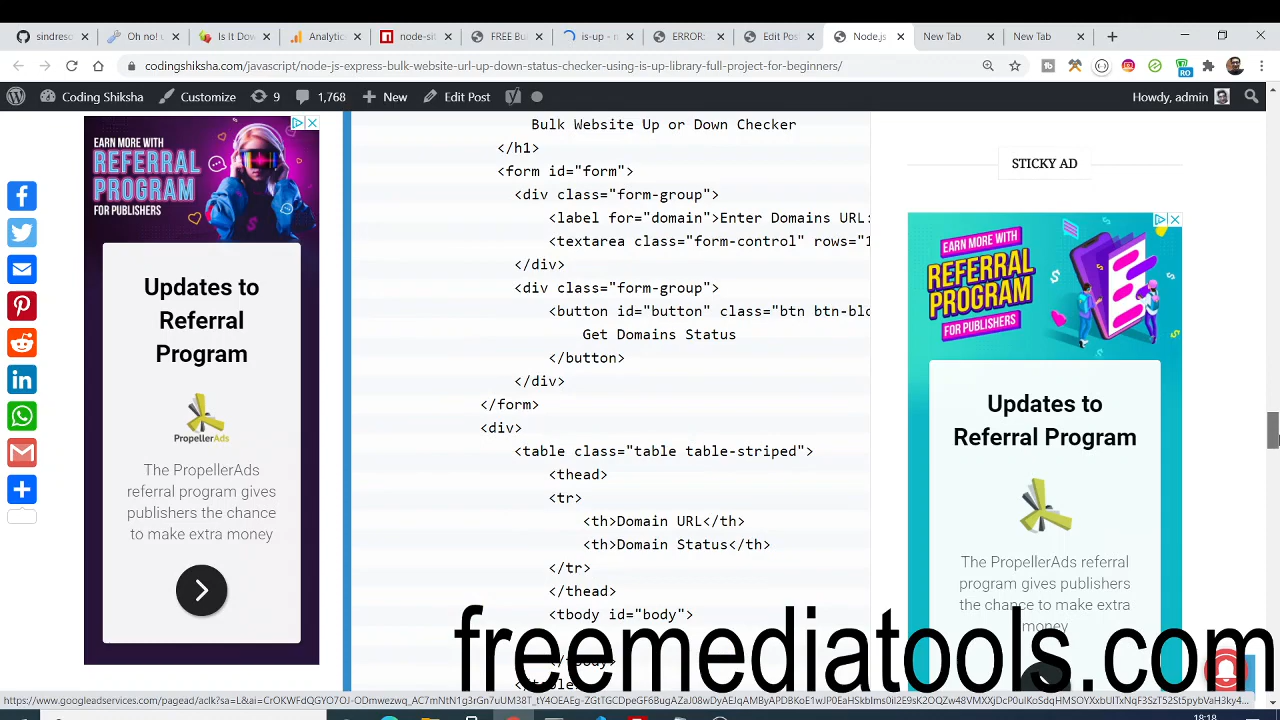 sindreso
Oh no! u
Is It Dow
Analytic
node-sit
FREE Bul
is-up - n
ERROR:
Edit Pos
Node.js
New Tab
New Tab
codingshiksha.com/javascript/node-js-express-bulk-website-url-up-down-status-checker-using-is-up-library-full-project-for-beginners/
RO
Coding Shiksha
Customize
9
1,768
New
Edit Post
Howdy, admin
EARN MORE WITH
REFERRAL
PROGRAM
FOR PUBLISHERS
Updates to
Referral
Program
PropellerAds
The PropellerAds
referral program gives
publishers the chance
to make extra money
Bulk Website Up or Down Checker
</h1>
<form id="form">
<div class="form-group">
<label for="domain">Enter Domains URL:
<textarea class="form-control" rows="1
</div>
<div class="form-group">
<button id="button" class="btn btn-blo
Get Domains Status
</button>
</div>
</form>
<div>
<table class="table table-striped">
<thead>
<tr>
<th>Domain URL</th>
<th>Domain Status</th>
</tr>
</thead>
<tbody id="body">
</tbody>
STICKY AD
EARN MORE WITH
REFERRAL
PROGRAM
FOR PUBLISHERS
Updates to
Referral Program
The PropellerAds referral
program gives publishers
the chance to make extra
money
freemediatools.com
18:18